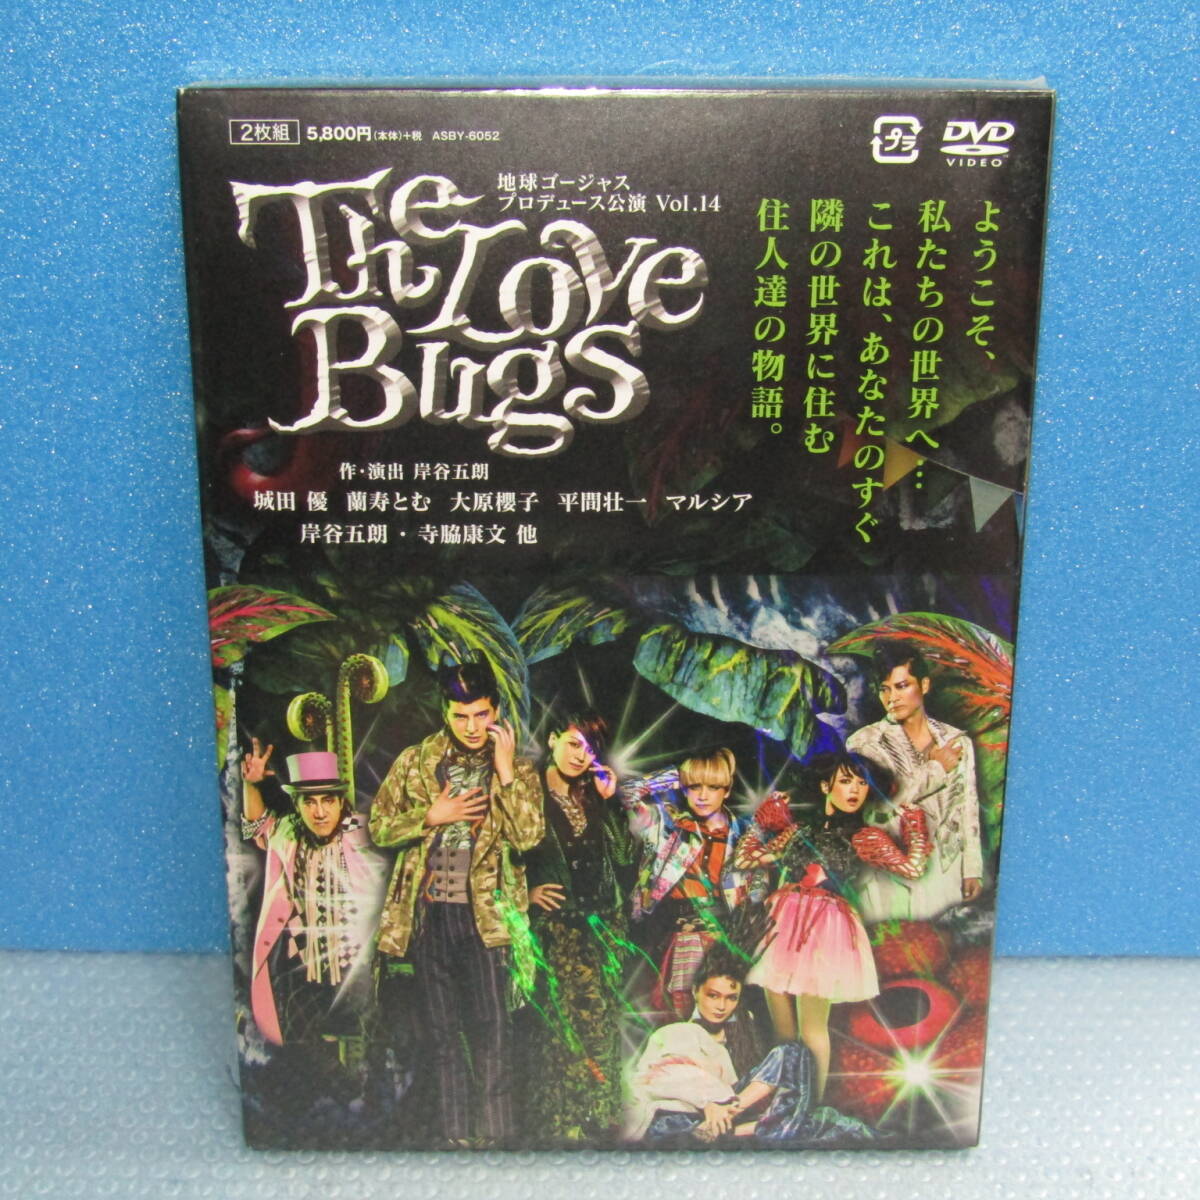 2枚組 5,800円(本体)+税 ASBY-6052
プラ
DVD
VIDEO
地球ゴージャス
プロデュース公演 Vol.14
The Love
Bugs
ようこそ、
私たちの世界へ…
これは、あなたのすぐ
隣の世界に住む
住人達の物語。
作・演出 岸谷五朗
城田 優 蘭寿とむ 大原櫻子 平間壮一 マルシア
岸谷五朗・寺脇康文 他